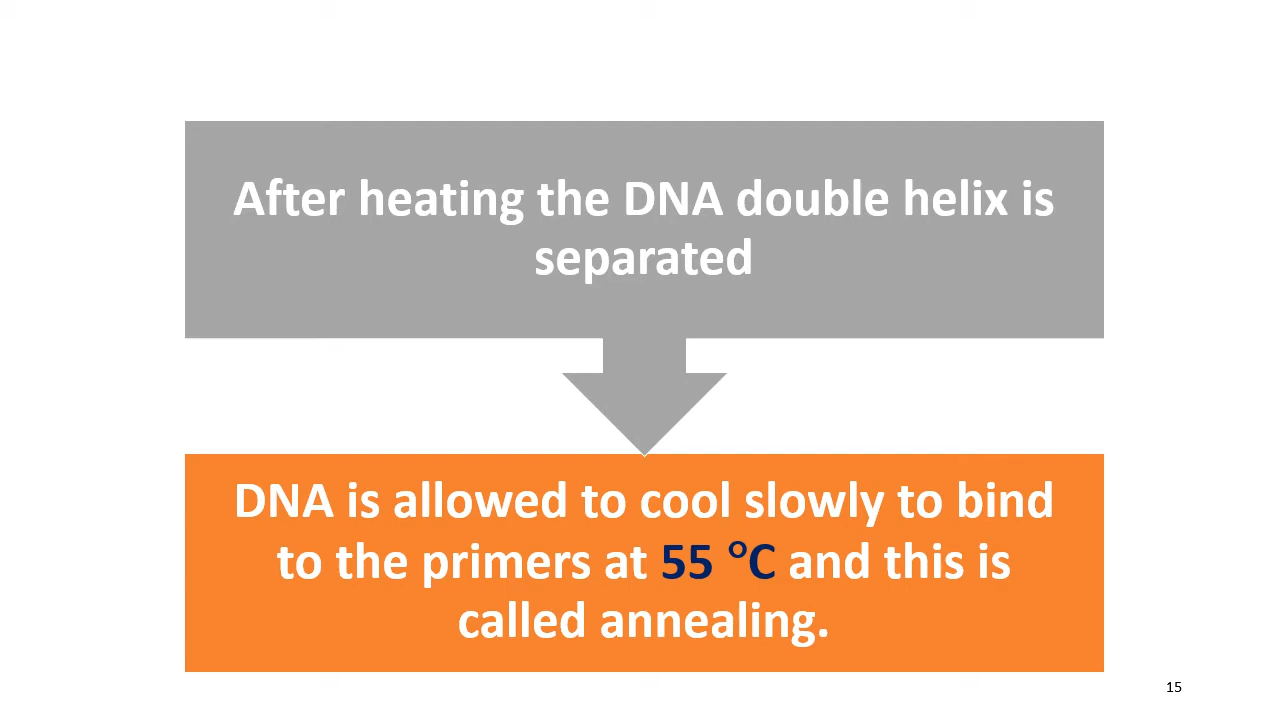 After heating the DNA double helix is
separated
DNA is allowed to cool slowly to bind
to the primers at 55 °C and this is
called annealing.
15